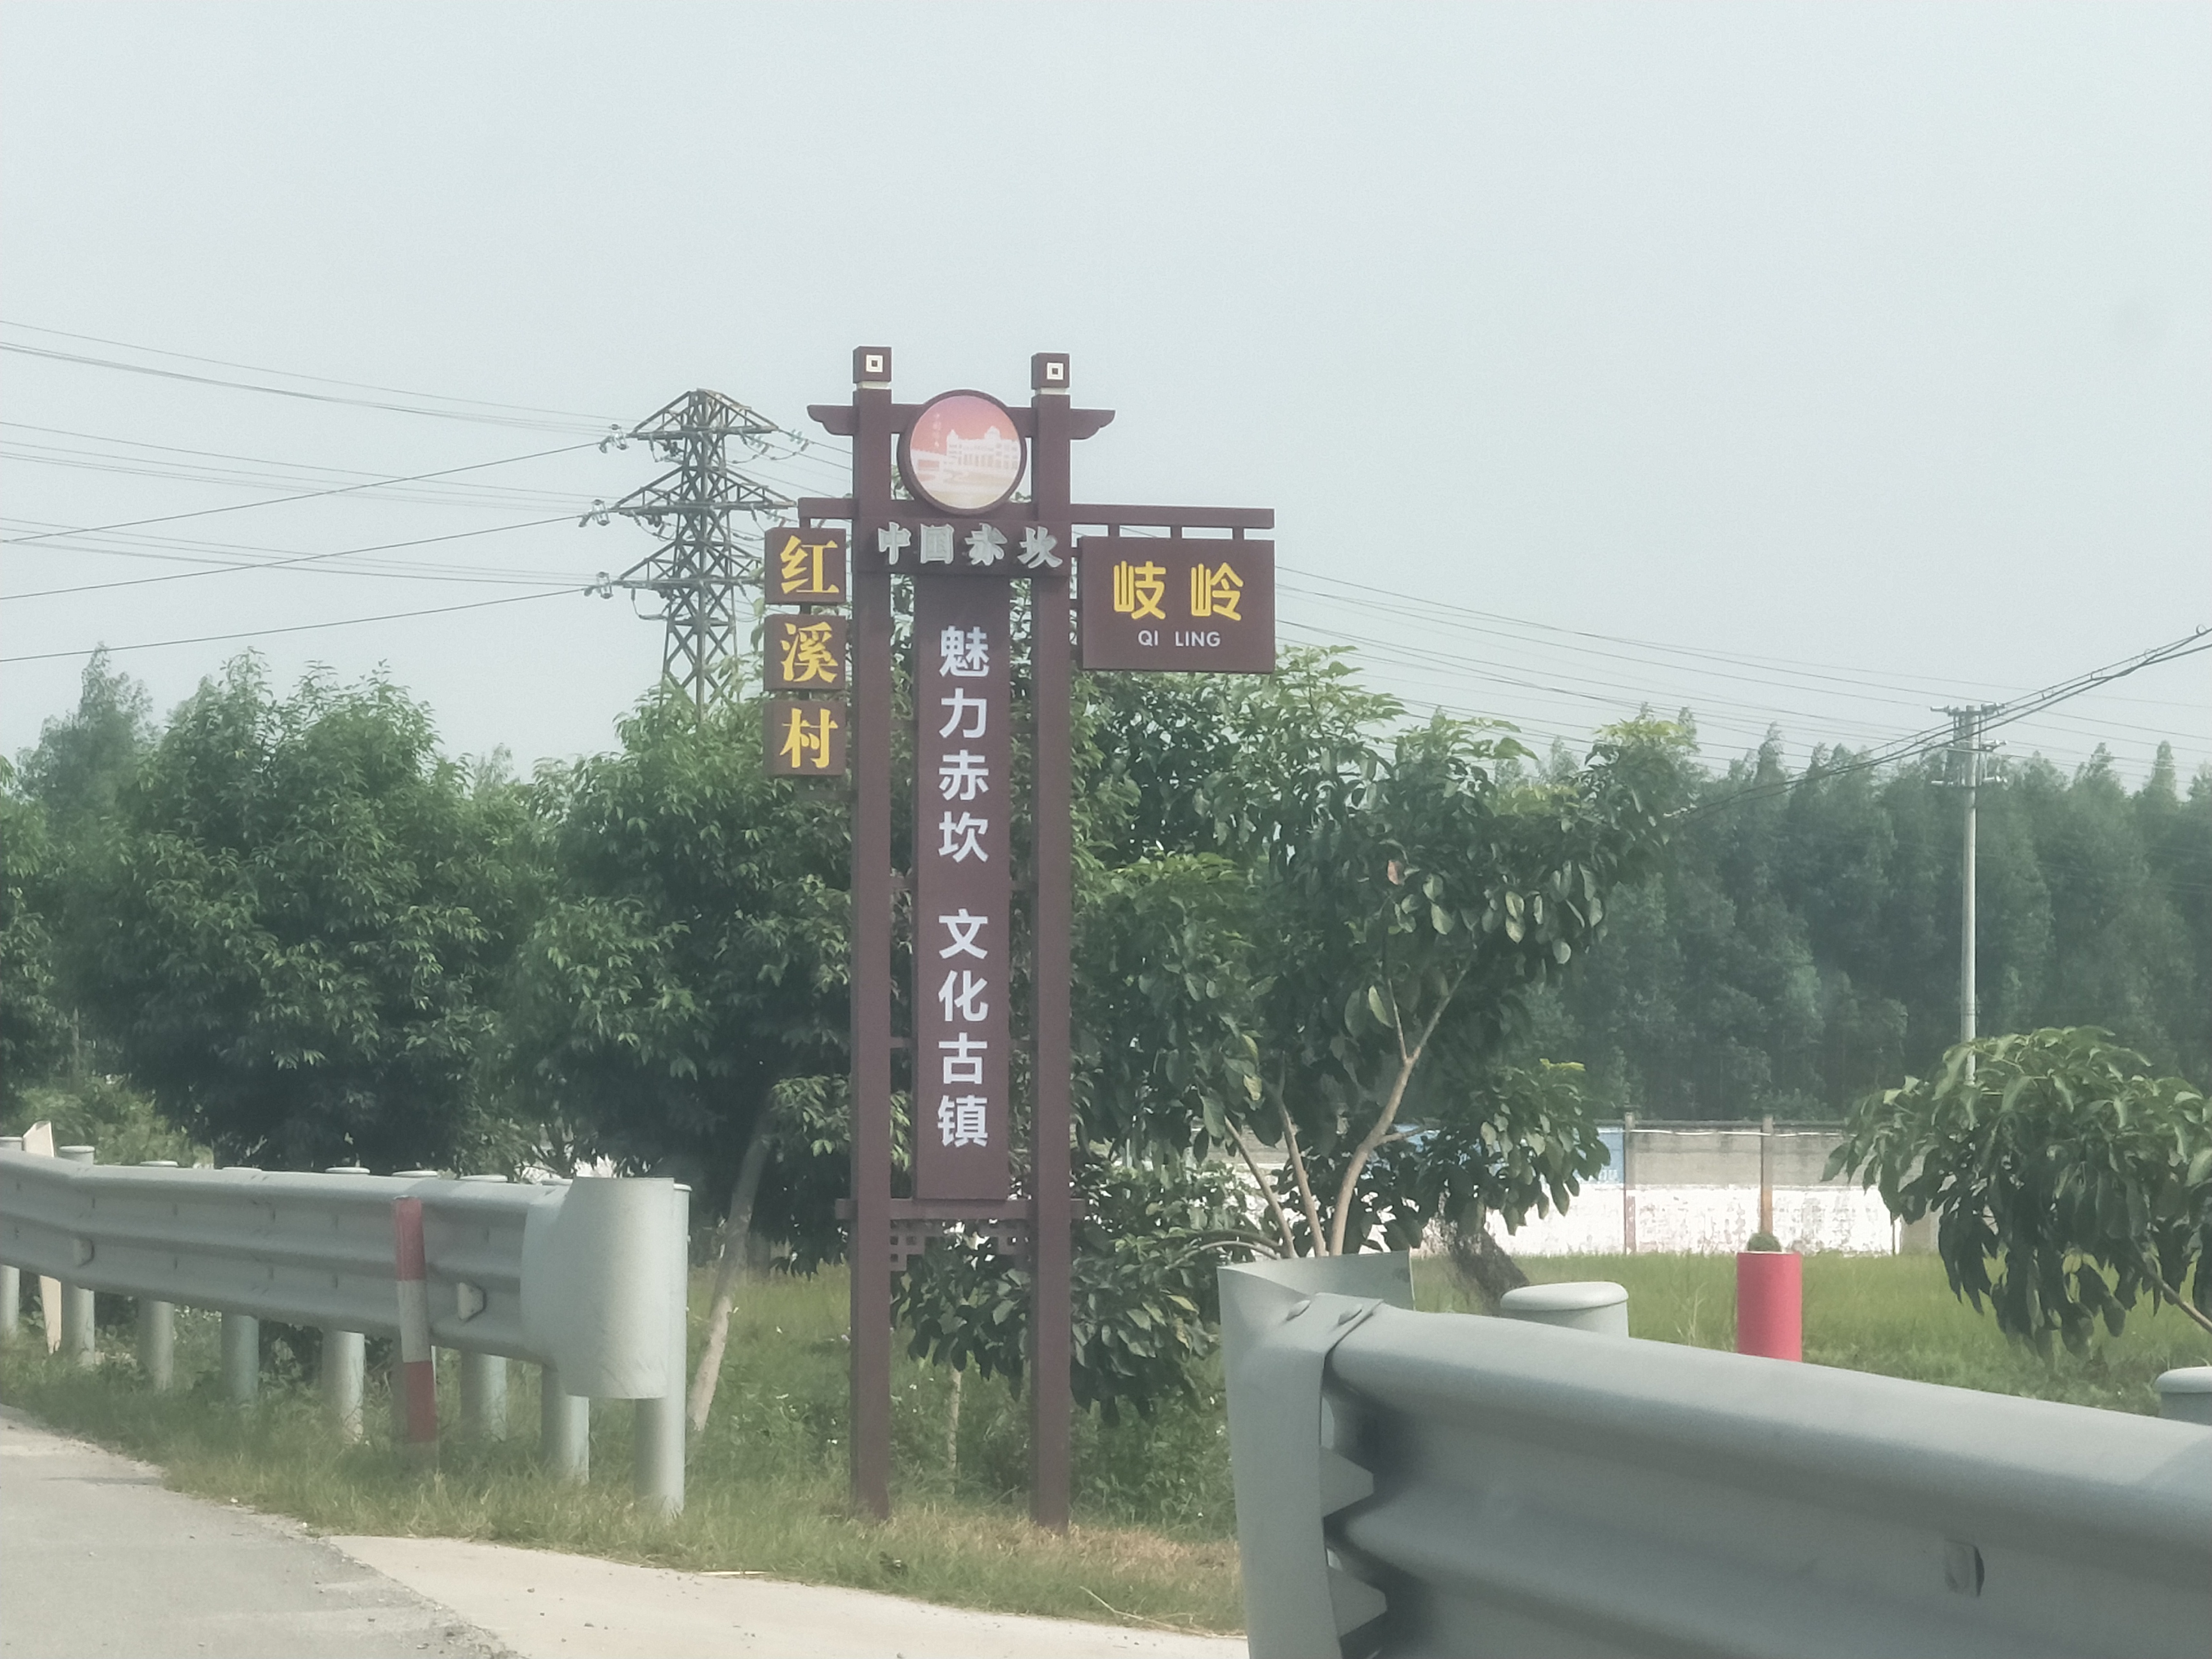 中国赤坎
红溪村
岐岭
QI LING
魅力赤坎 文化古镇